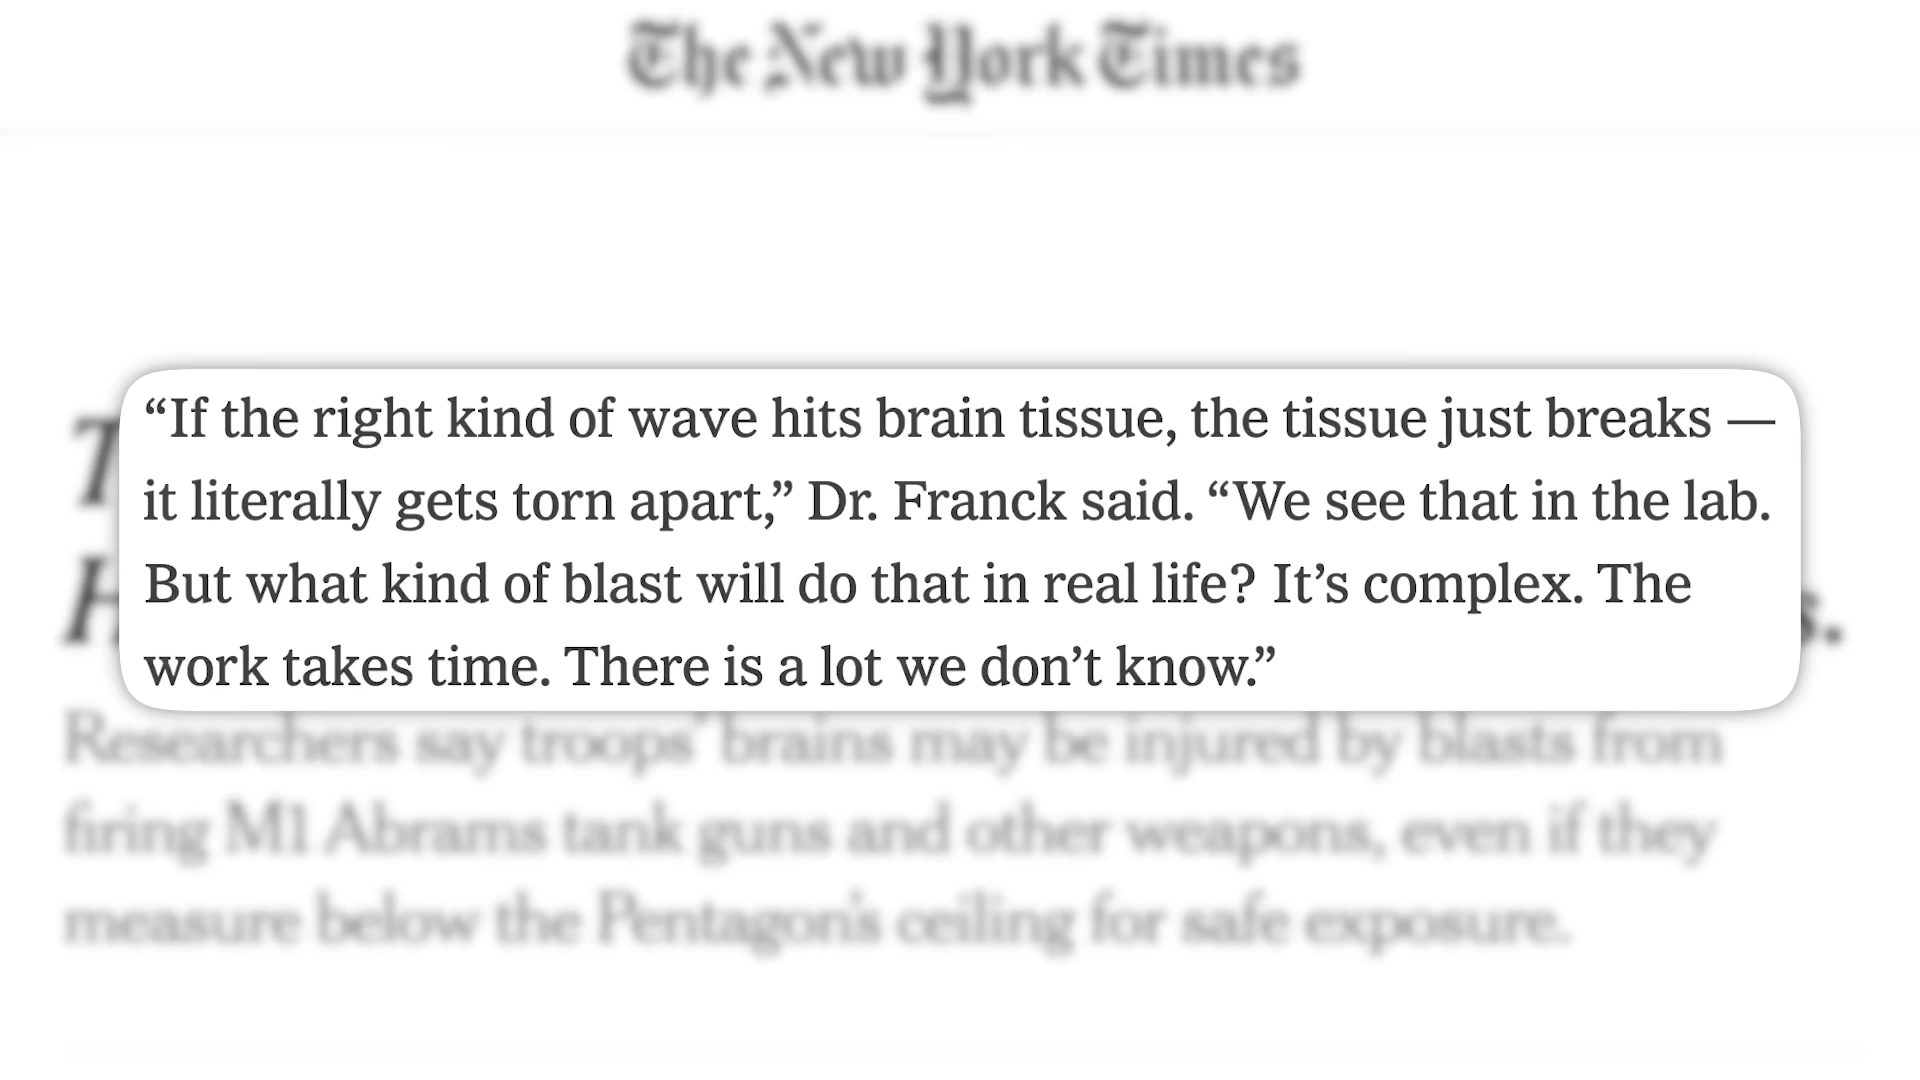 The New York Times
“If the right kind of wave hits brain tissue, the tissue just breaks —
it literally gets torn apart,” Dr. Franck said. “We see that in the lab.
But what kind of blast will do that in real life? It’s complex. The
work takes time. There is a lot we don’t know.”
Researchers say troops’ brains may be injured by blasts from
firing M1 Abrams tank guns and other weapons, even if they
measure below the Pentagon’s ceiling for safe exposure.